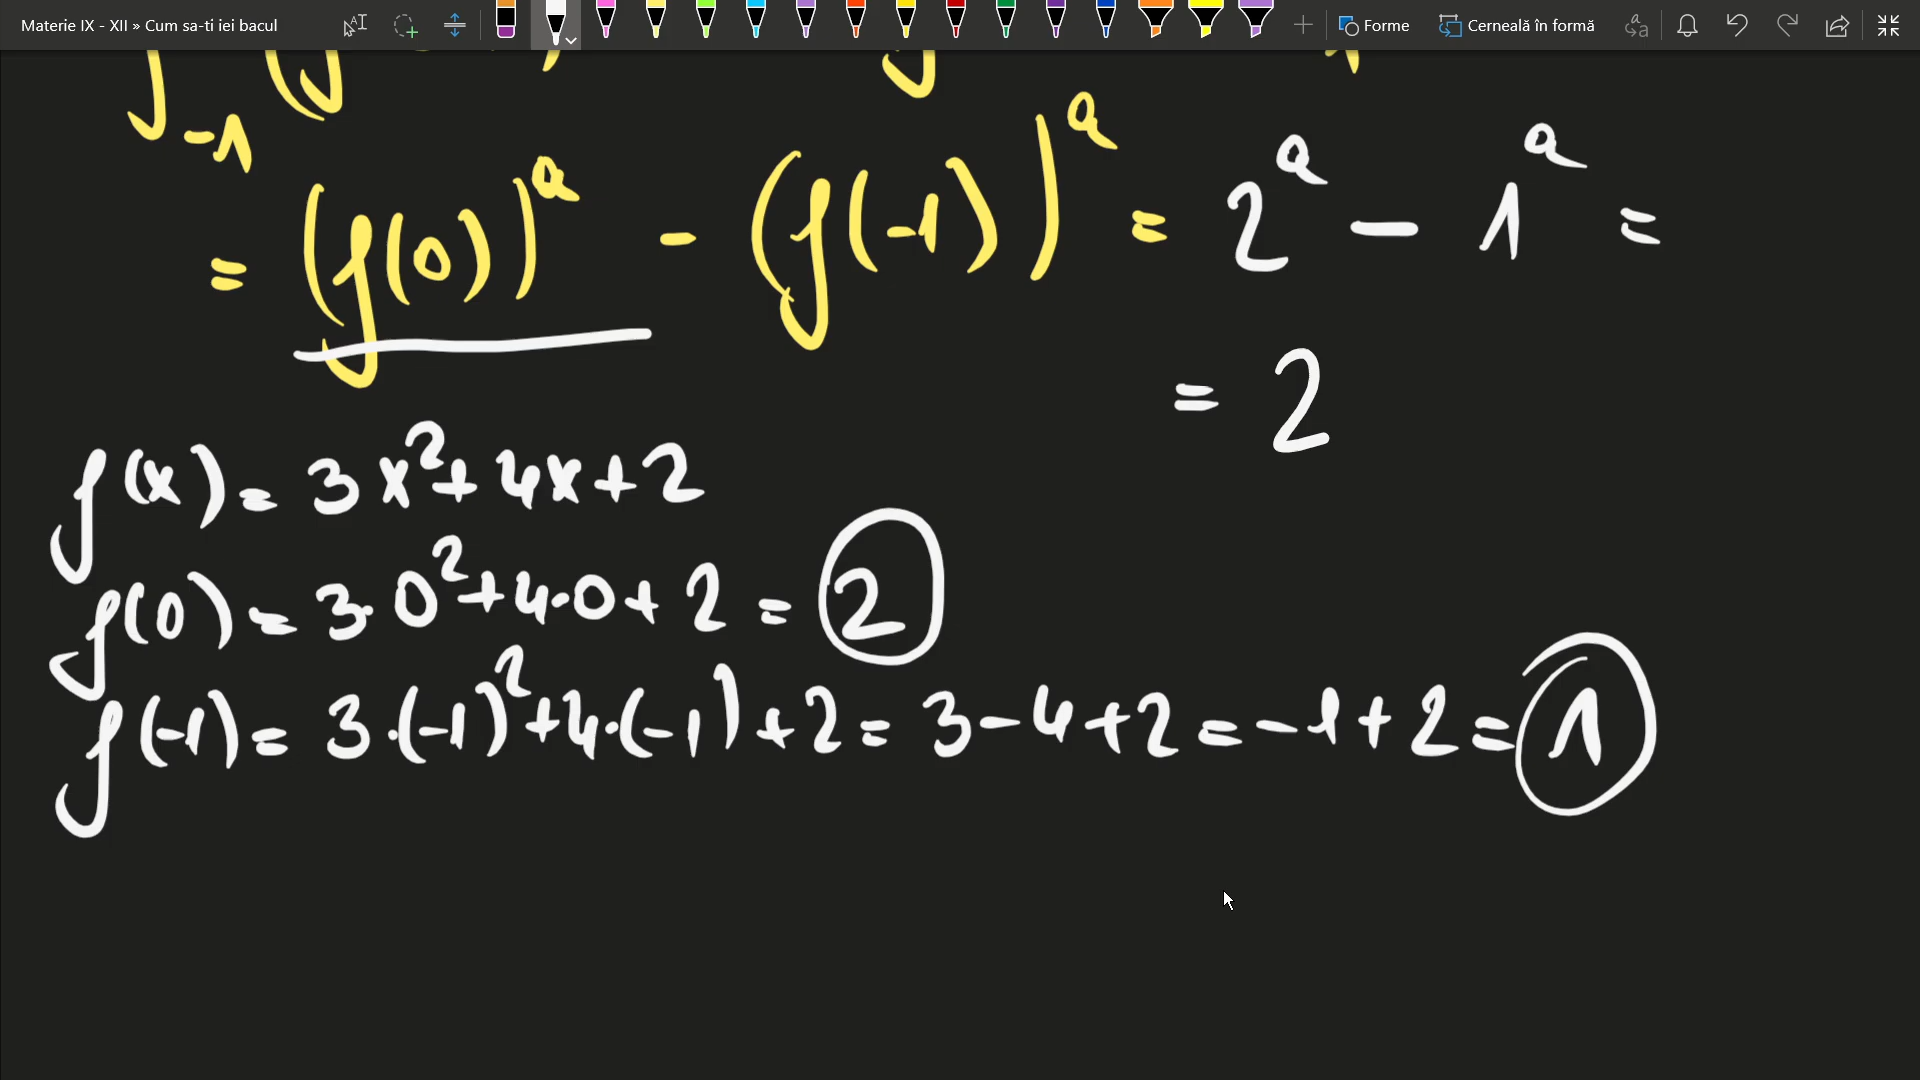 Materie IX - XII » Cum sa-ti iei bacul
Forme
Cerneală în formă
-1
= (f(0))^a - (f(-1))^a = 2^a - 1^a =
= 2
f(x) = 3x²+4x+2
f(0) = 3·0²+4·0+2 = 2
f(-1) = 3·(-1)²+4·(-1)+2 = 3-4+2 = -1+2 = 1